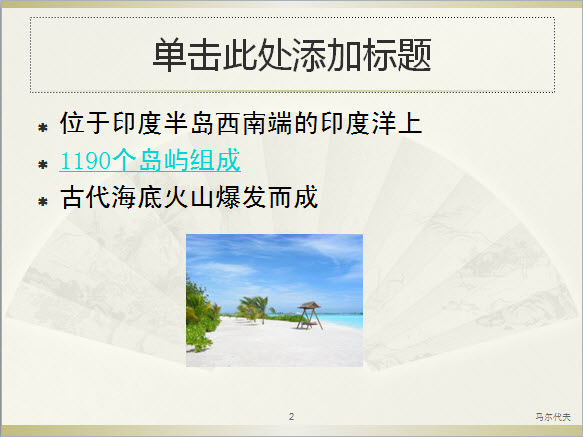 单击此处添加标题
位于印度半岛西南端的印度洋上
1190个岛屿组成
古代海底火山爆发而成
2
马尔代夫